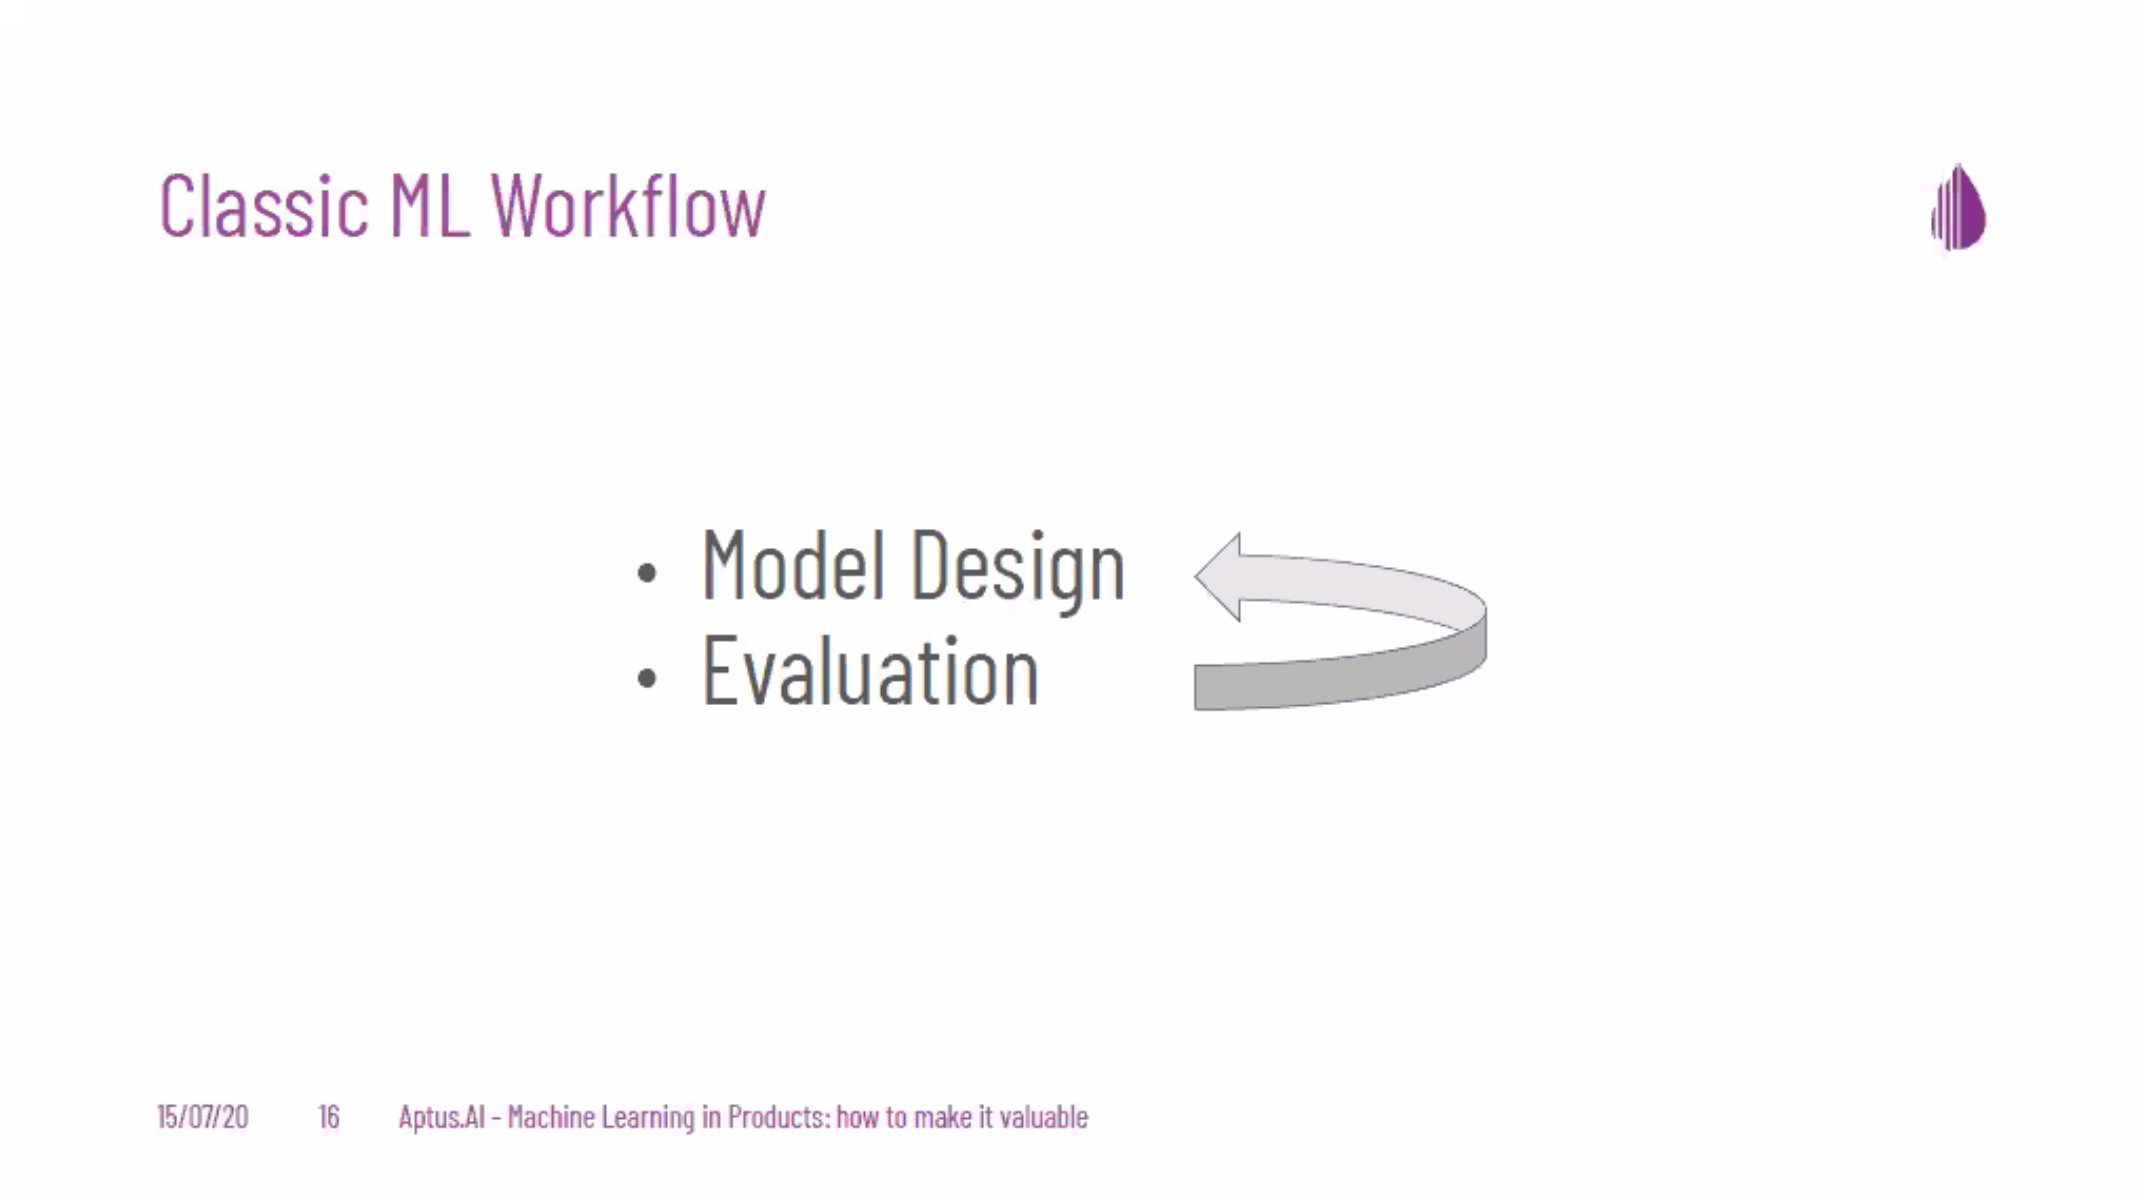 Classic ML Workflow
• Model Design
• Evaluation
15/07/20 16 Aptus.AI - Machine Learning in Products: how to make it valuable